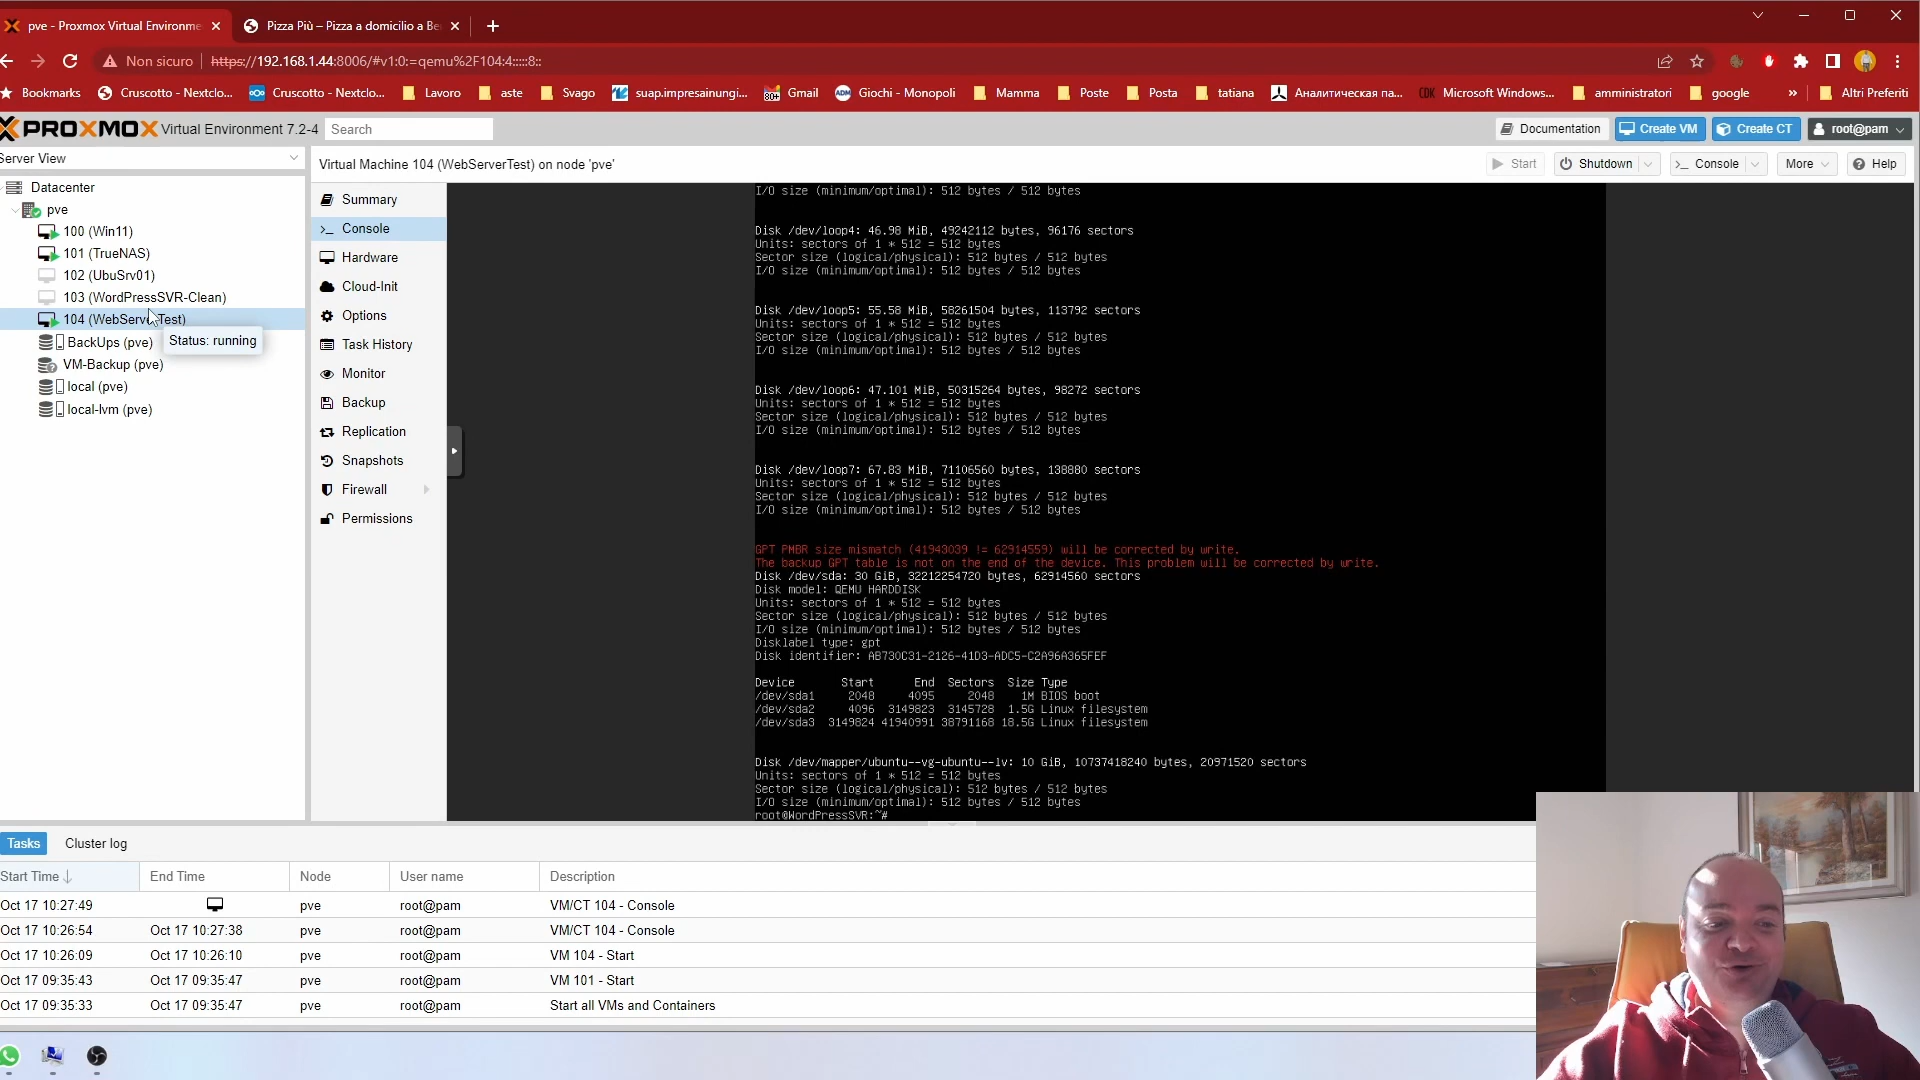 pve - Proxmox Virtual Environme
Pizza Più – Pizza a domicilio a Be
Non sicuro
https://192.168.1.44:8006/#v1:0:=qemu%2F104:4:::::8::
Bookmarks
Cruscotto - Nextclo...
Cruscotto - Nextclo...
Lavoro
aste
Svago
suap.impresainungi...
Gmail
Giochi - Monopoli
Mamma
Poste
Posta
tatiana
Аналитическая па...
Microsoft Windows...
amministratori
google
»
Altri Preferiti
PROXMOX Virtual Environment 7.2-4
Search
Documentation
Create VM
Create CT
root@pam
Server View
Virtual Machine 104 (WebServerTest) on node 'pve'
Start
Shutdown
Console
More
Help
Datacenter
pve
100 (Win11)
101 (TrueNAS)
102 (UbuSrv01)
103 (WordPressSVR-Clean)
104 (WebServerTest)
Status: running
BackUps (pve)
VM-Backup (pve)
local (pve)
local-lvm (pve)
Summary
Console
Hardware
Cloud-Init
Options
Task History
Monitor
Backup
Replication
Snapshots
Firewall
Permissions
I/O size (minimum/optimal): 512 bytes / 512 bytes
Disk /dev/loop4: 46.98 MiB, 49242112 bytes, 96176 sectors
Units: sectors of 1 * 512 = 512 bytes
Sector size (logical/physical): 512 bytes / 512 bytes
I/O size (minimum/optimal): 512 bytes / 512 bytes
Disk /dev/loop5: 55.58 MiB, 58261504 bytes, 113792 sectors
Units: sectors of 1 * 512 = 512 bytes
Sector size (logical/physical): 512 bytes / 512 bytes
I/O size (minimum/optimal): 512 bytes / 512 bytes
Disk /dev/loop6: 47.101 MiB, 50315264 bytes, 98272 sectors
Units: sectors of 1 * 512 = 512 bytes
Sector size (logical/physical): 512 bytes / 512 bytes
I/O size (minimum/optimal): 512 bytes / 512 bytes
Disk /dev/loop7: 67.83 MiB, 71106560 bytes, 138880 sectors
Units: sectors of 1 * 512 = 512 bytes
Sector size (logical/physical): 512 bytes / 512 bytes
I/O size (minimum/optimal): 512 bytes / 512 bytes
GPT PMBR size mismatch (41943039 != 62914559) will be corrected by write.
The backup GPT table is not on the end of the device. This problem will be corrected by write.
Disk /dev/sda: 30 GiB, 32212254720 bytes, 62914560 sectors
Disk model: QEMU HARDDISK
Units: sectors of 1 * 512 = 512 bytes
Sector size (logical/physical): 512 bytes / 512 bytes
I/O size (minimum/optimal): 512 bytes / 512 bytes
Disklabel type: gpt
Disk identifier: AB730C31-2126-41D3-ADC5-C2A96A365FEF
Device Start End Sectors Size Type
/dev/sda1 2048 4095 2048 1M BIOS boot
/dev/sda2 4096 3149823 3145728 1.5G Linux filesystem
/dev/sda3 3149824 41940991 38791168 18.5G Linux filesystem
Disk /dev/mapper/ubuntu--vg-ubuntu--lv: 10 GiB, 10737418240 bytes, 20971520 sectors
Units: sectors of 1 * 512 = 512 bytes
Sector size (logical/physical): 512 bytes / 512 bytes
I/O size (minimum/optimal): 512 bytes / 512 bytes
root@WordPressSVR:~#
Tasks
Cluster log
Start Time End Time Node User name Description
Oct 17 10:27:49 pve root@pam VM/CT 104 - Console
Oct 17 10:26:54 Oct 17 10:27:38 pve root@pam VM/CT 104 - Console
Oct 17 10:26:09 Oct 17 10:26:10 pve root@pam VM 104 - Start
Oct 17 09:35:43 Oct 17 09:35:47 pve root@pam VM 101 - Start
Oct 17 09:35:33 Oct 17 09:35:47 pve root@pam Start all VMs and Containers